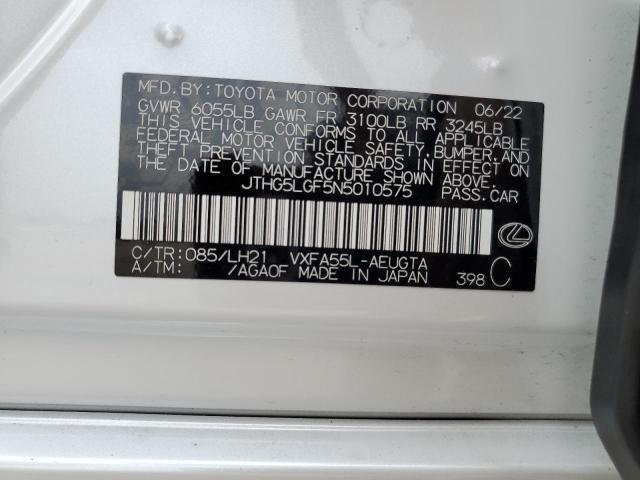 MFD.BY:TOYOTA MOTOR CORPORATION 06/22
GVWR 6055LB GAWR FR 3100LB RR 3245LB
THIS VEHICLE CONFORMS TO ALL APPLICABLE
FEDERAL MOTOR VEHICLE SAFETY,BUMPER,AND
THEFT PREVENTION STANDARDS IN EFFECT ON
THE DATE OF MANUFACTURE SHOWN ABOVE.
JTHG5LGF5N5010575 PASS.CAR
C/TR:085/LH21 VXFA55L-AEUGTA
A/TM: /AGA0F MADE IN JAPAN 398 C